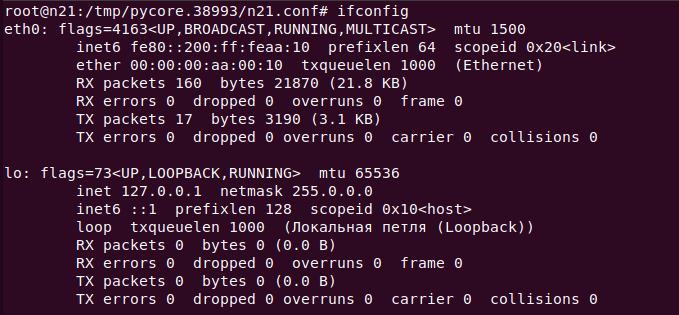 root@n21:/tmp/pycore.38993/n21.conf# ifconfig
eth0: flags=4163<UP,BROADCAST,RUNNING,MULTICAST>  mtu 1500
        inet6 fe80::200:ff:feaa:10  prefixlen 64  scopeid 0x20<link>
        ether 00:00:00:aa:00:10  txqueuelen 1000  (Ethernet)
        RX packets 160  bytes 21870 (21.8 KB)
        RX errors 0  dropped 0  overruns 0  frame 0
        TX packets 17  bytes 3190 (3.1 KB)
        TX errors 0  dropped 0 overruns 0  carrier 0  collisions 0

lo: flags=73<UP,LOOPBACK,RUNNING>  mtu 65536
        inet 127.0.0.1  netmask 255.0.0.0
        inet6 ::1  prefixlen 128  scopeid 0x10<host>
        loop  txqueuelen 1000  (Локальная петля (Loopback))
        RX packets 0  bytes 0 (0.0 B)
        RX errors 0  dropped 0  overruns 0  frame 0
        TX packets 0  bytes 0 (0.0 B)
        TX errors 0  dropped 0 overruns 0  carrier 0  collisions 0